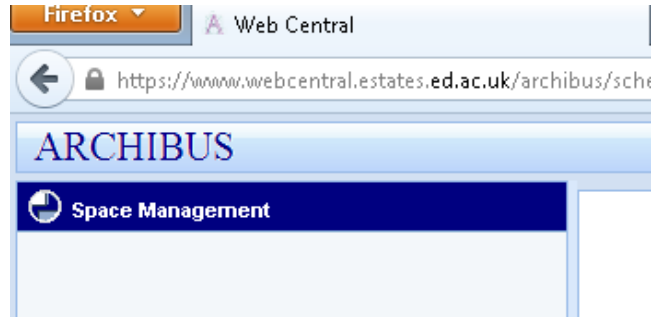 Firefox
Web Central
https://www.webcentral.estates.ed.ac.uk/archibus/sche
ARCHIBUS
Space Management